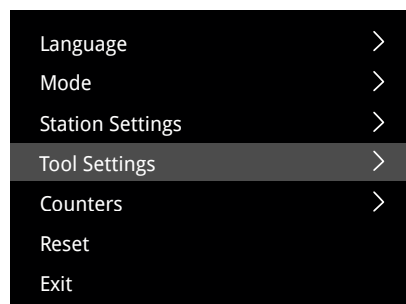 Language
Mode
Station Settings
Tool Settings
Counters
Reset
Exit